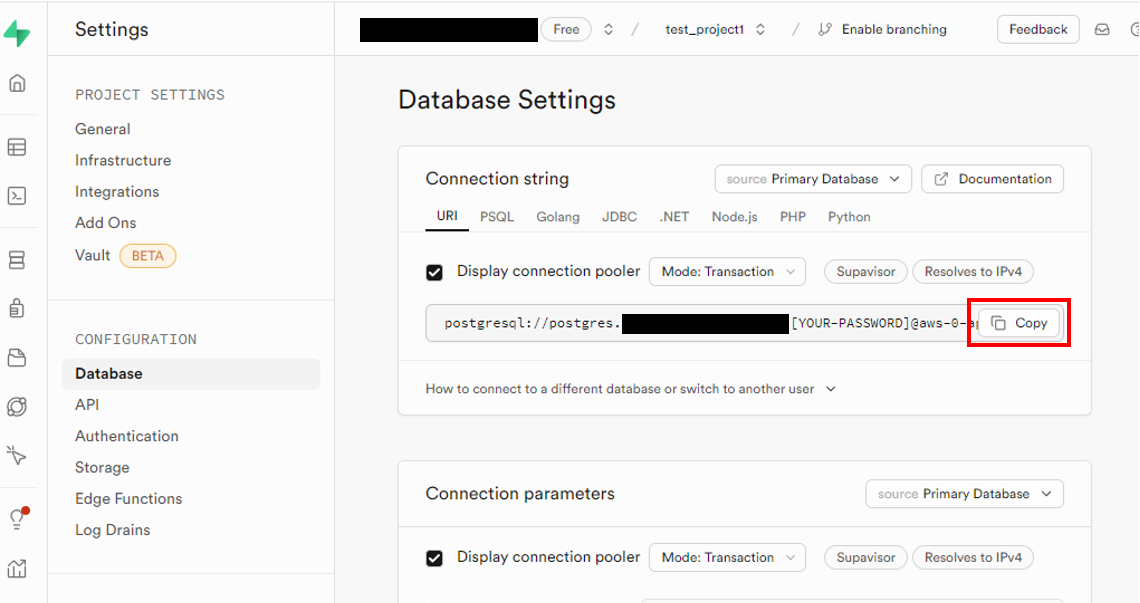 Settings
Free / test_project1 / Enable branching Feedback
PROJECT SETTINGS
General
Infrastructure
Integrations
Add Ons
Vault BETA
CONFIGURATION
Database
API
Authentication
Storage
Edge Functions
Log Drains
Database Settings
Connection string source Primary Database Documentation
URI PSQL Golang JDBC .NET Node.js PHP Python
Display connection pooler Mode: Transaction Supavisor Resolves to IPv4
postgresql://postgres. [YOUR-PASSWORD]@aws-0- Copy
How to connect to a different database or switch to another user
Connection parameters source Primary Database
Display connection pooler Mode: Transaction Supavisor Resolves to IPv4